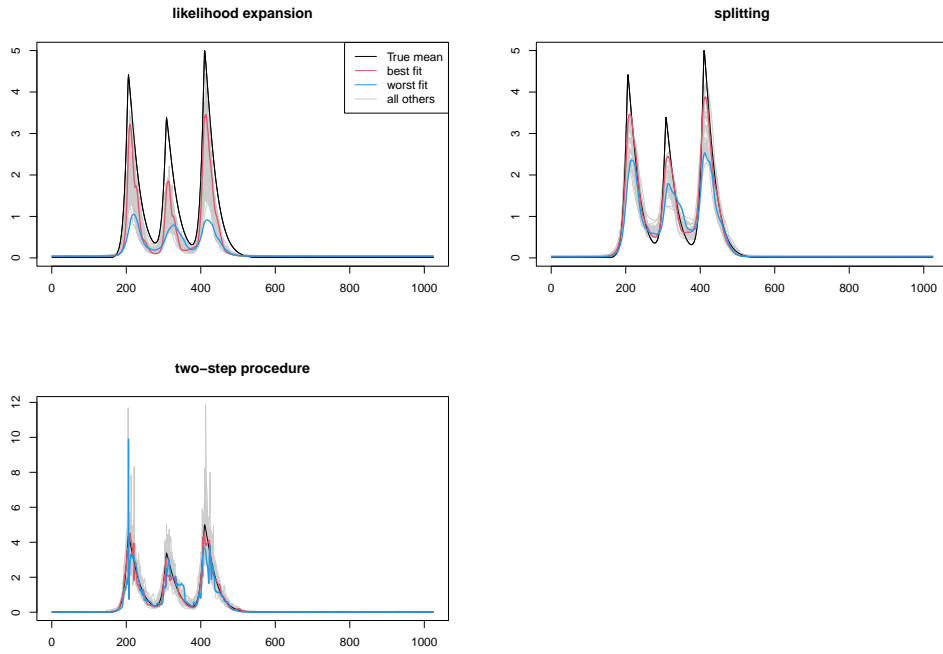 likelihood expansion
5
4
3
2
1
0
True mean
best fit
worst fit
all others
0 200 400 600 800 1000
splitting
5
4
3
2
1
0
0 200 400 600 800 1000
two−step procedure
12
10
8
6
4
2
0
0 200 400 600 800 1000